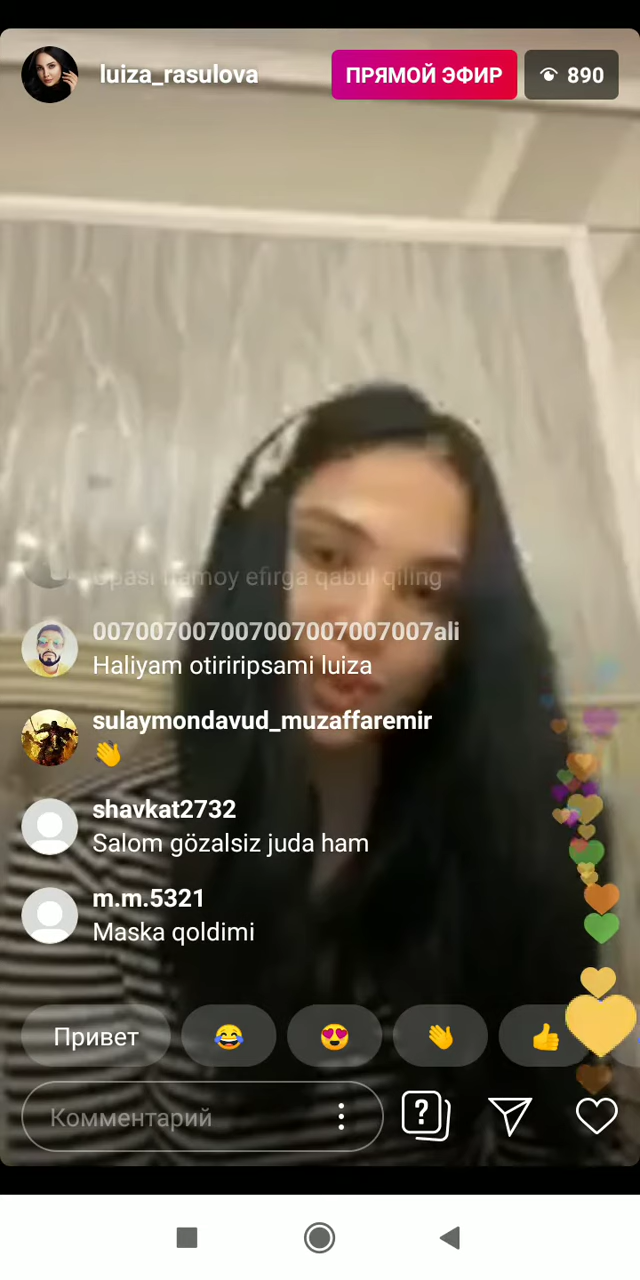 luiza_rasulova
ПРЯМОЙ ЭФИР
890
Opasi hamoy efirga qabul qiling
007007007007007007007007ali
Haliyam otiriripsami luiza
sulaymondavud_muzaffaremir
👋
shavkat2732
Salom gözalsiz juda ham
m.m.5321
Maska qoldimi
Привет
😂
😍
👋
👍
Комментарий